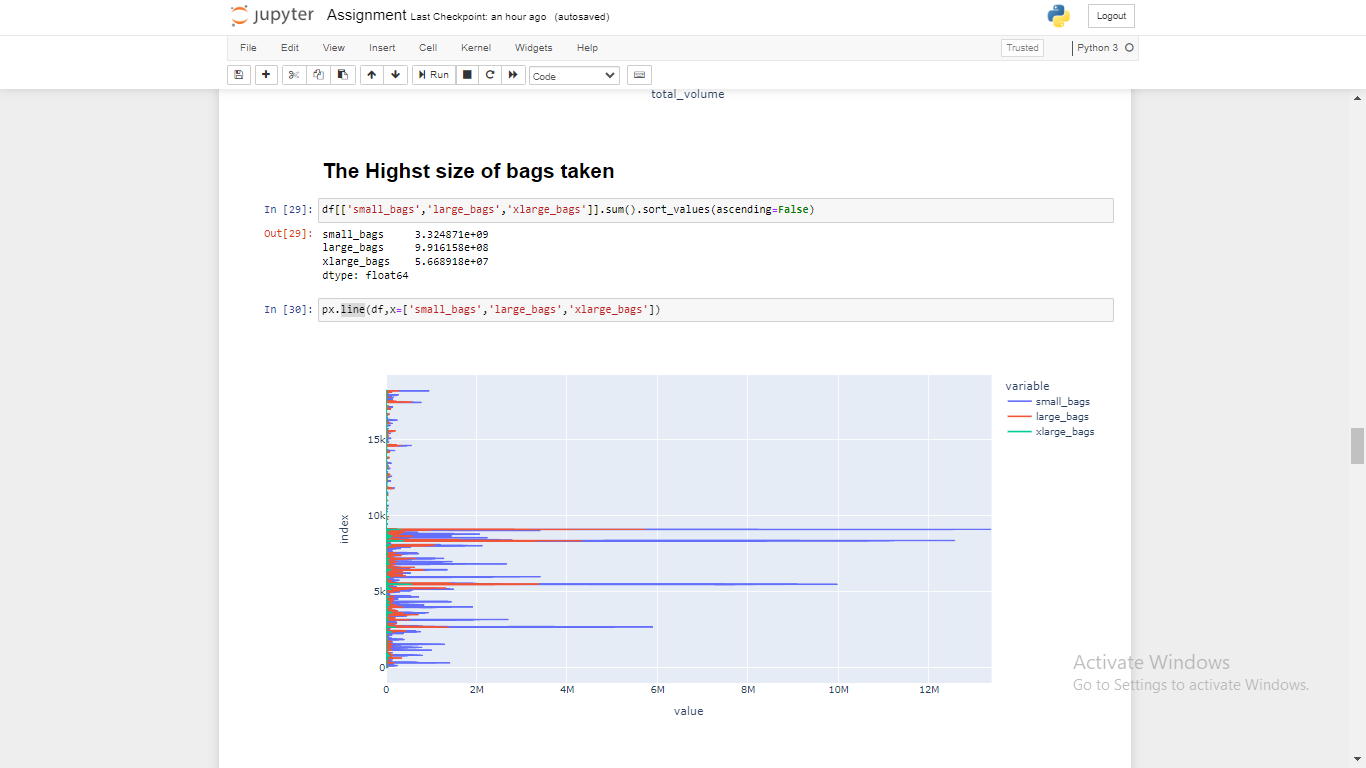 jupyter Assignment Last Checkpoint: an hour ago (autosaved)
Logout
File Edit View Insert Cell Kernel Widgets Help
Trusted
Python 3
Run
Code
total_volume
The Highst size of bags taken
In [29]: df[['small_bags','large_bags','xlarge_bags']].sum().sort_values(ascending=False)
Out[29]: small_bags 3.324871e+09
large_bags 9.916158e+08
xlarge_bags 5.668918e+07
dtype: float64
In [30]: px.line(df,x=['small_bags','large_bags','xlarge_bags'])
variable
small_bags
large_bags
xlarge_bags
15k
10k
5k
0
index
0 2M 4M 6M 8M 10M 12M
value
Activate Windows
Go to Settings to activate Windows.